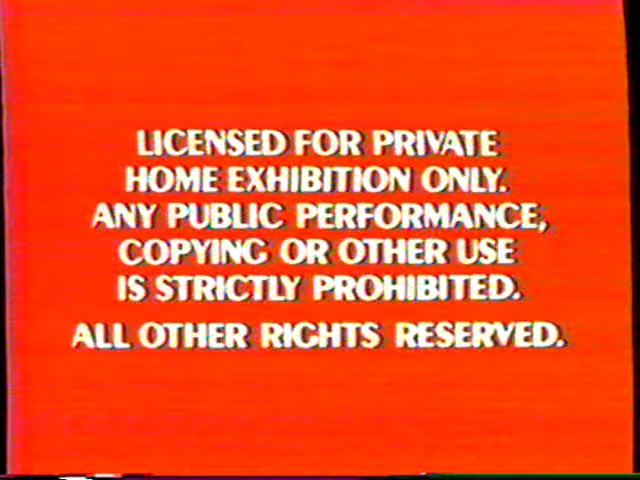 LICENSED FOR PRIVATE
HOME EXHIBITION ONLY.
ANY PUBLIC PERFORMANCE,
COPYING OR OTHER USE
IS STRICTLY PROHIBITED.
ALL OTHER RIGHTS RESERVED.